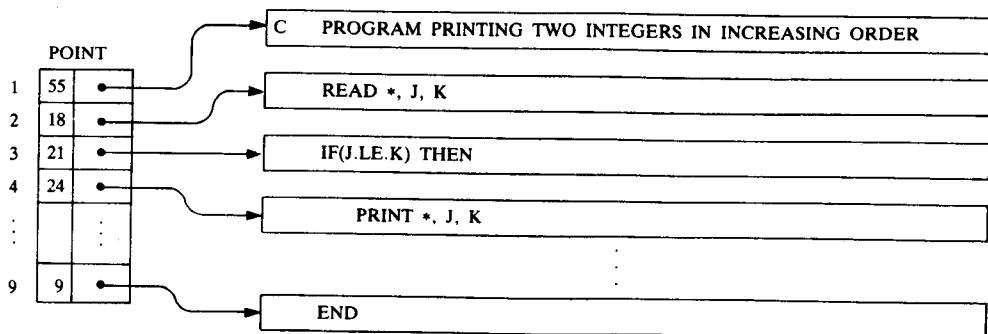 C PROGRAM PRINTING TWO INTEGERS IN INCREASING ORDER
POINT
1 55
READ *, J, K
2 18
3 21 IF(J.LE.K) THEN
4 24
PRINT *, J, K
9 9
END